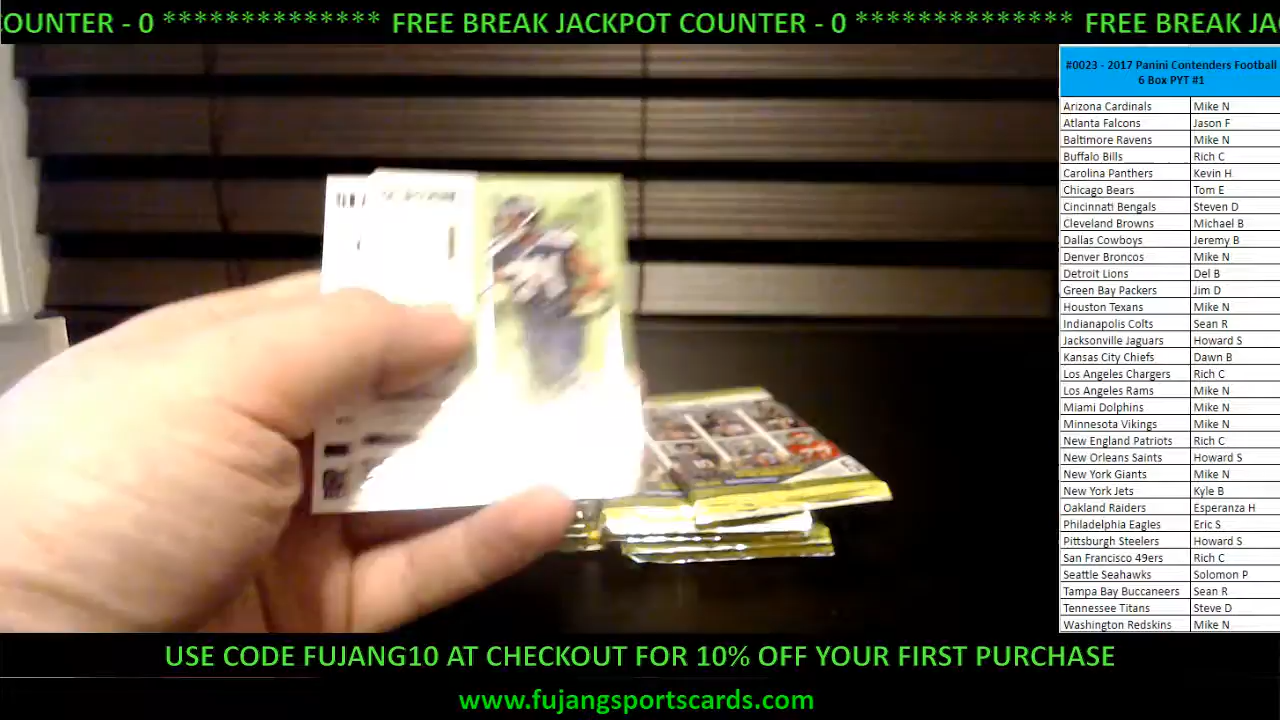 OUNTER - 0 ************** FREE BREAK JACKPOT COUNTER - 0 ************** FREE BREAK JA
#0023 - 2017 Panini Contenders Football
6 Box PYT #1
Arizona Cardinals Mike N
Atlanta Falcons Jason F
Baltimore Ravens Mike N
Buffalo Bills Rich C
Carolina Panthers Kevin H
Chicago Bears Tom E
Cincinnati Bengals Steven D
Cleveland Browns Michael B
Dallas Cowboys Jeremy B
Denver Broncos Mike N
Detroit Lions Del B
Green Bay Packers Jim D
Houston Texans Mike N
Indianapolis Colts Sean R
Jacksonville Jaguars Howard S
Kansas City Chiefs Dawn B
Los Angeles Chargers Rich C
Los Angeles Rams Mike N
Miami Dolphins Mike N
Minnesota Vikings Mike N
New England Patriots Rich C
New Orleans Saints Howard S
New York Giants Mike N
New York Jets Kyle B
Oakland Raiders Esperanza H
Philadelphia Eagles Eric S
Pittsburgh Steelers Howard S
San Francisco 49ers Rich C
Seattle Seahawks Solomon P
Tampa Bay Buccaneers Sean R
Tennessee Titans Steve D
Washington Redskins Mike N
USE CODE FUJANG10 AT CHECKOUT FOR 10% OFF YOUR FIRST PURCHASE
www.fujangsportscards.com